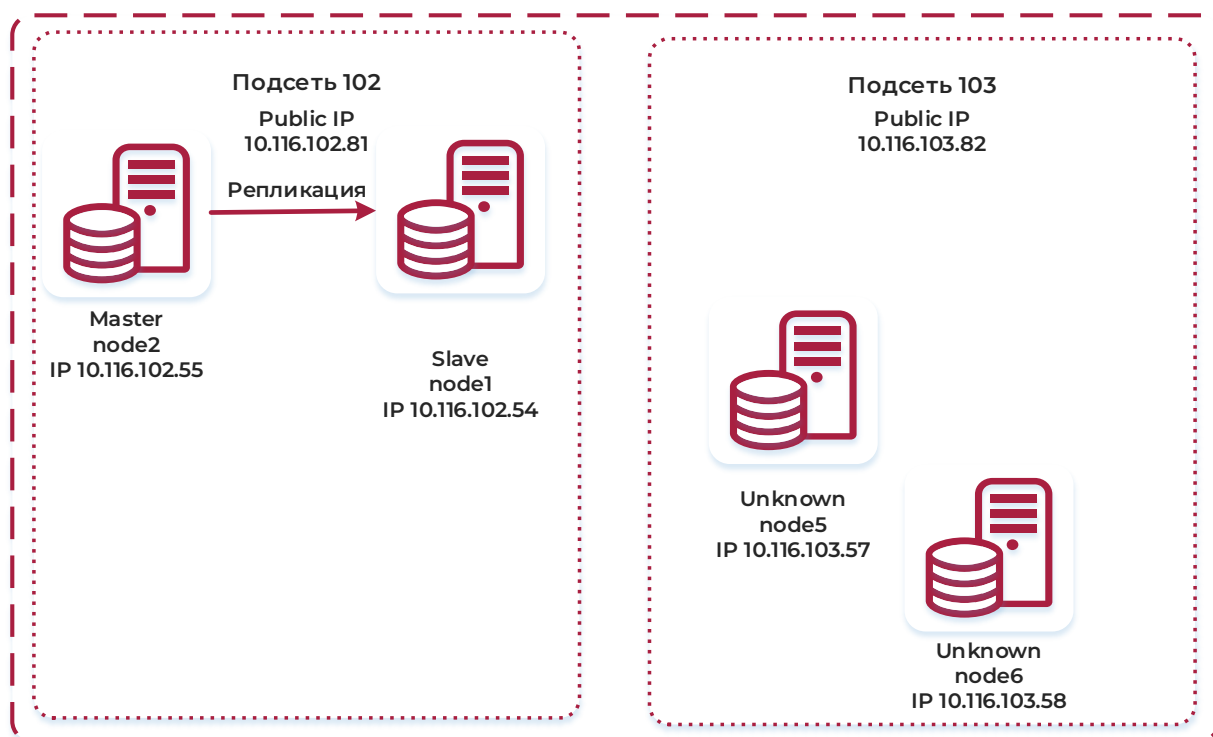 Подсеть 102
Public IP
10.116.102.81
Репликация
Master
node2
IP 10.116.102.55
Slave
node1
IP 10.116.102.54
Подсеть 103
Public IP
10.116.103.82
Unknown
node5
IP 10.116.103.57
Unknown
node6
IP 10.116.103.58